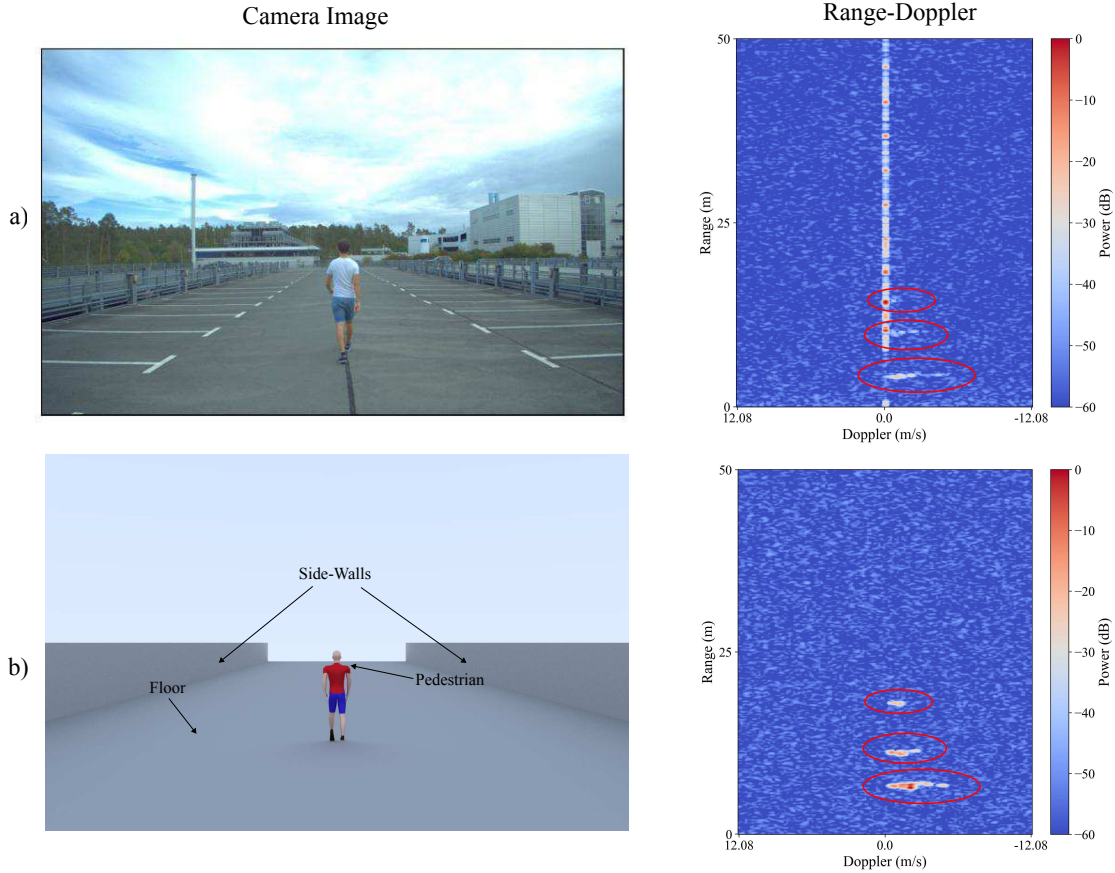 Camera Image
Range-Doppler
a)
50
25
0
Range (m)
12.08
0.0
-12.08
Doppler (m/s)
0
−10
−20
−30
−40
−50
−60
Power (dB)
b)
Side-Walls
Floor
Pedestrian
50
25
0
Range (m)
12.08
0.0
-12.08
Doppler (m/s)
0
−10
−20
−30
−40
−50
−60
Power (dB)